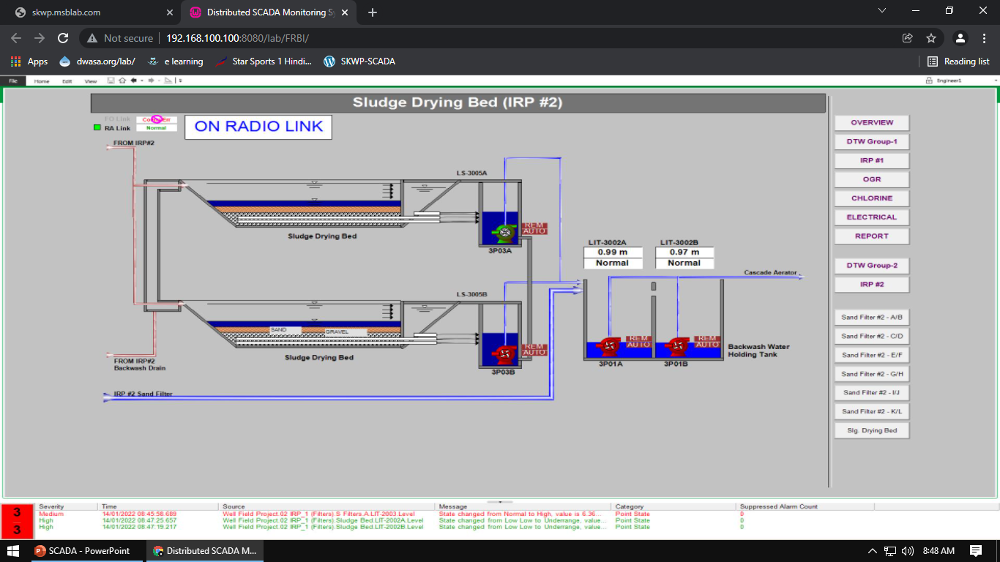 skwp.msblab.com
Distributed SCADA Monitoring Sy
Not secure
192.168.100.100:8080/lab/FRBI/
Apps
dwasa.org/lab/
e learning
Star Sports 1 Hindi...
SKWP-SCADA
Reading list
File
Home
Edit
View
Engineer1
Sludge Drying Bed (IRP #2)
FO Link
RA Link
Normal
ON RADIO LINK
FROM IRP#2
LS-3005A
Sludge Drying Bed
REM
AUTO
3P03A
LS-3005B
SAND
GRAVEL
Sludge Drying Bed
REM
AUTO
3P03B
FROM IRP#2
Backwash Drain
IRP #2 Sand Filter
LIT-3002A
0.99 m
Normal
LIT-3002B
0.97 m
Normal
Cascade Aerator
REM
AUTO
3P01A
REM
AUTO
3P01B
Backwash Water
Holding Tank
OVERVIEW
DTW Group-1
IRP #1
OGR
CHLORINE
ELECTRICAL
REPORT
DTW Group-2
IRP #2
Sand Filter #2 - A/B
Sand Filter #2 - C/D
Sand Filter #2 - E/F
Sand Filter #2 - G/H
Sand Filter #2 - I/J
Sand Filter #2 - K/L
Slg. Drying Bed
3
3
Severity Time Source Message Category Suppressed Alarm Count
Medium 14/01/2022 08:45:58.689 Well Field Project.02 IRP_1 (Filters).S Filters.A.LIT-2003.Level State changed from Normal to High, value is 6.36... Point State 0
High 14/01/2022 08:47:25.657 Well Field Project.02 IRP_1 (Filters).Sludge Bed.LIT-2002A.Level State changed from Low Low to Underrange, value... Point State 0
High 14/01/2022 08:47:19.217 Well Field Project.02 IRP_1 (Filters).Sludge Bed.LIT-2002B.Level State changed from Low Low to Underrange, value... Point State 0
SCADA - PowerPoint
Distributed SCADA M...
8:48 AM